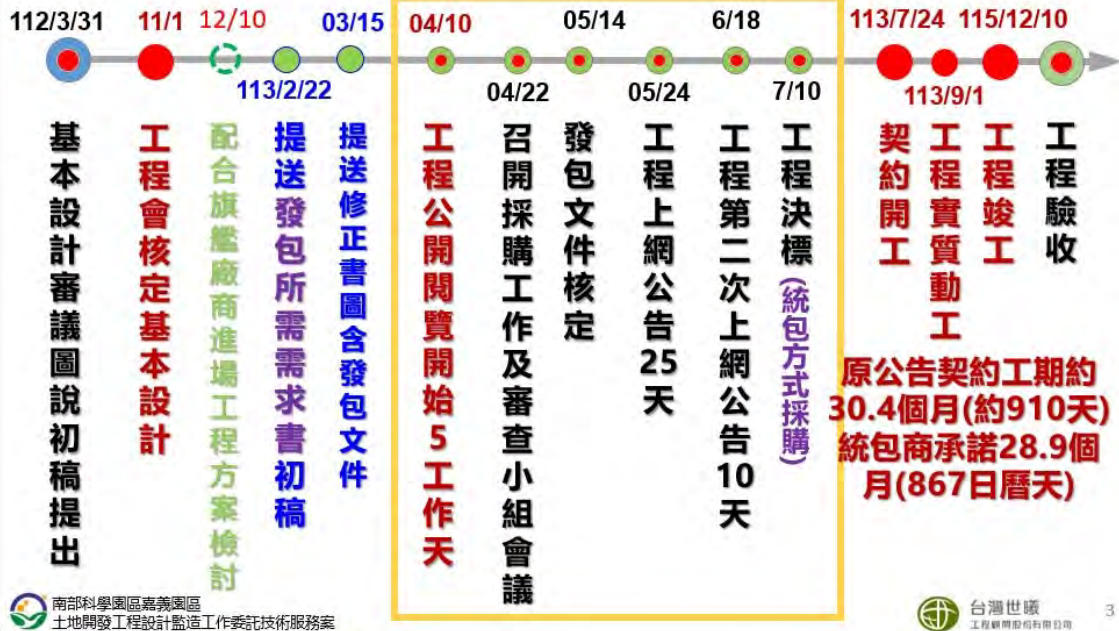 112/3/31
11/1
12/10
03/15
04/10
05/14
6/18
113/7/24
115/12/10
113/2/22
04/22
05/24
7/10
113/9/1
基本設計審議圖說初稿提出
工程會核定基本設計
配合旗艦廠商進場工程方案檢討
提送發包所需需求書初稿
提送修正書圖含發包文件
工程公開閱覽開始5工作天
召開採購工作及審查小組會議
發包文件核定
工程上網公告25天
工程第二次上網公告10天
工程決標(統包方式採購)
契約開工
工程實質動工
工程竣工
工程驗收
原公告契約工期約
30.4個月(約910天)
統包商承諾28.9個
月(867日曆天)
南部科學園區嘉義園區
土地開發工程設計監造工作委託技術服務案
台灣世曦
工程顧問股份有限公司
3